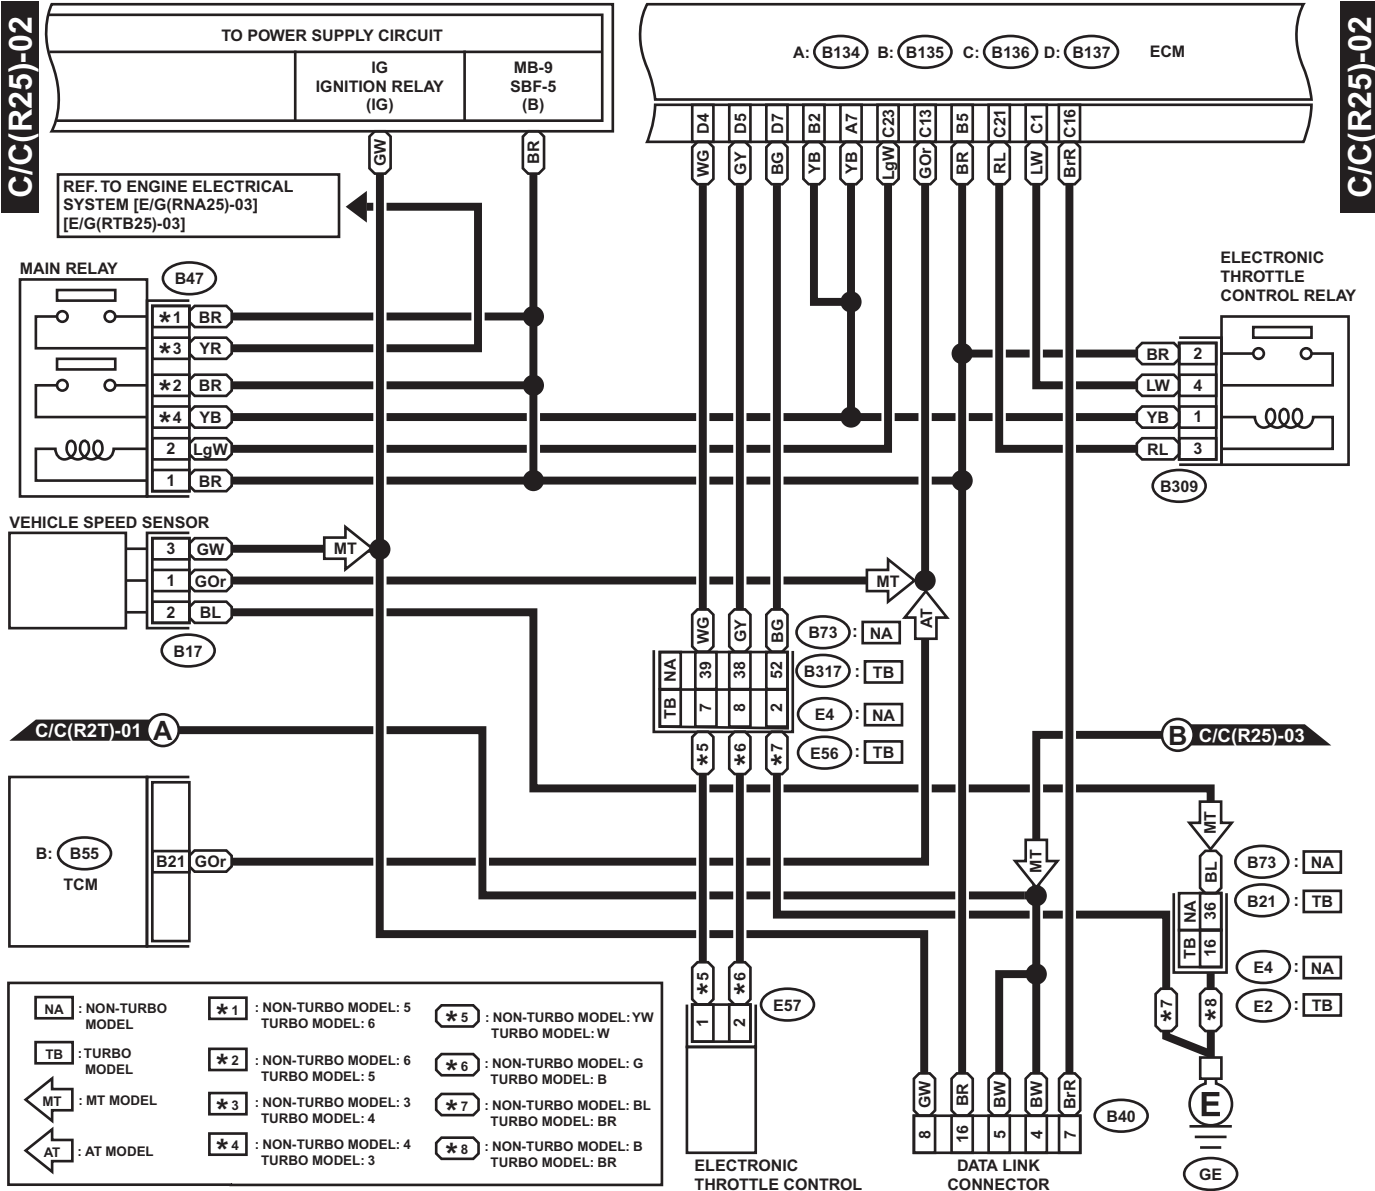 C/C(R25)-02
C/C(R25)-02
TO POWER SUPPLY CIRCUIT
IG
IGNITION RELAY
(IG)
MB-9
SBF-5
(B)
A: B134 B: B135 C: B136 D: B137 ECM
D4 D5 D7 B2 A7 C23 C13 B5 C21 C1 C16
GW BR
WG GY BG YB YB LgW GOr BR RL LW BrR
REF. TO ENGINE ELECTRICAL
SYSTEM [E/G(RNA25)-03]
[E/G(RTB25)-03]
MAIN RELAY
B47
*1 BR
*3 YR
*2 BR
*4 YB
2 LgW
1 BR
ELECTRONIC
THROTTLE
CONTROL RELAY
BR 2
LW 4
YB 1
RL 3
B309
VEHICLE SPEED SENSOR
3 GW MT
1 GOr MT
2 BL
B17
AT
WG GY BG
NA 39 38 52
TB 7 8 2
*5 *6 *7
B73 : NA
B317 : TB
E4 : NA
E56 : TB
C/C(R2T)-01 A
B C/C(R25)-03
B: B55
TCM
B21 GOr
MT
MT
BL
NA 36
TB 16
*7 *8
B73 : NA
B21 : TB
E4 : NA
E2 : TB
E
GE
*5 *6
1 2
E57
ELECTRONIC
THROTTLE CONTROL
GW BR BW BW BrR
8 16 5 4 7
B40
DATA LINK
CONNECTOR
NA : NON-TURBO
MODEL
TB : TURBO
MODEL
MT : MT MODEL
AT : AT MODEL
*1 : NON-TURBO MODEL: 5
TURBO MODEL: 6
*2 : NON-TURBO MODEL: 6
TURBO MODEL: 5
*3 : NON-TURBO MODEL: 3
TURBO MODEL: 4
*4 : NON-TURBO MODEL: 4
TURBO MODEL: 3
*5 : NON-TURBO MODEL: YW
TURBO MODEL: W
*6 : NON-TURBO MODEL: G
TURBO MODEL: B
*7 : NON-TURBO MODEL: BL
TURBO MODEL: BR
*8 : NON-TURBO MODEL: B
TURBO MODEL: BR